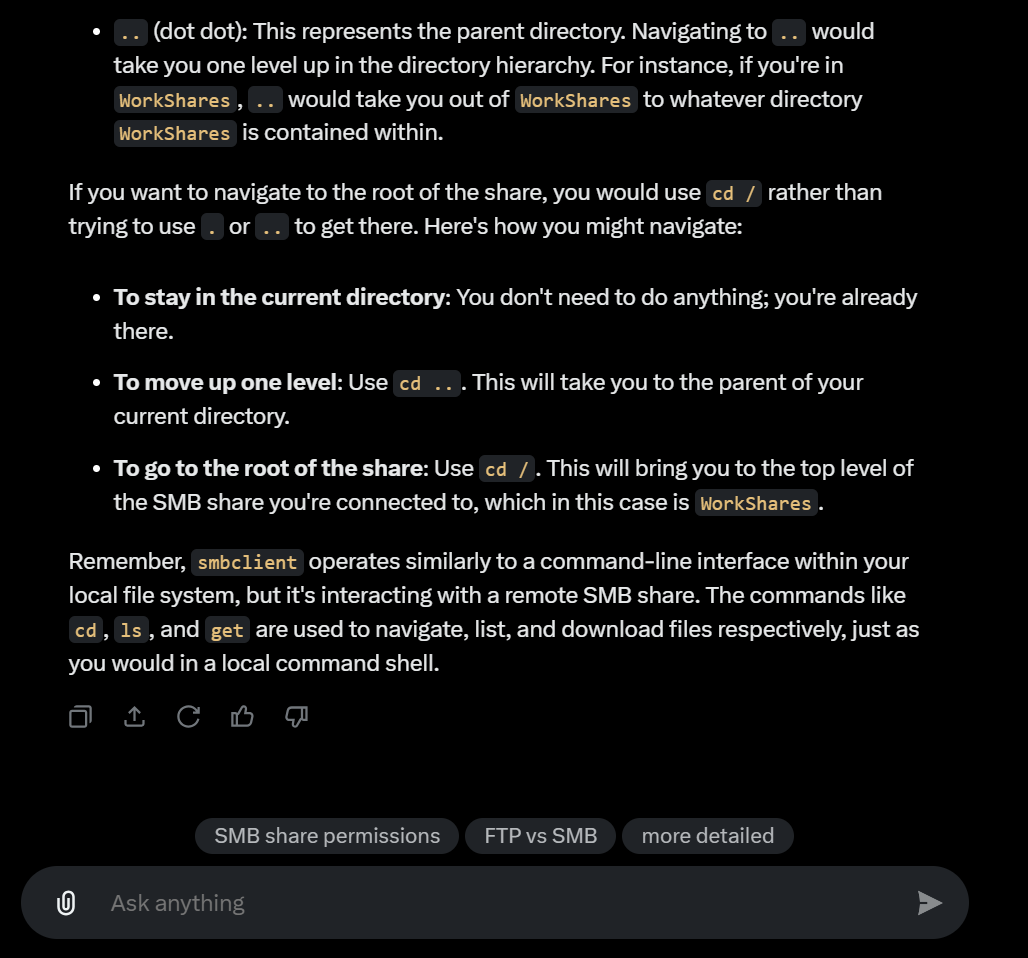 • .. (dot dot): This represents the parent directory. Navigating to .. would
take you one level up in the directory hierarchy. For instance, if you're in
WorkShares, .. would take you out of WorkShares to whatever directory
WorkShares is contained within.
If you want to navigate to the root of the share, you would use cd / rather than
trying to use . or .. to get there. Here's how you might navigate:
• To stay in the current directory: You don't need to do anything; you're already
there.
• To move up one level: Use cd ... This will take you to the parent of your
current directory.
• To go to the root of the share: Use cd /. This will bring you to the top level of
the SMB share you're connected to, which in this case is WorkShares.
Remember, smbclient operates similarly to a command-line interface within your
local file system, but it's interacting with a remote SMB share. The commands like
cd, ls, and get are used to navigate, list, and download files respectively, just as
you would in a local command shell.
SMB share permissions FTP vs SMB more detailed
Ask anything